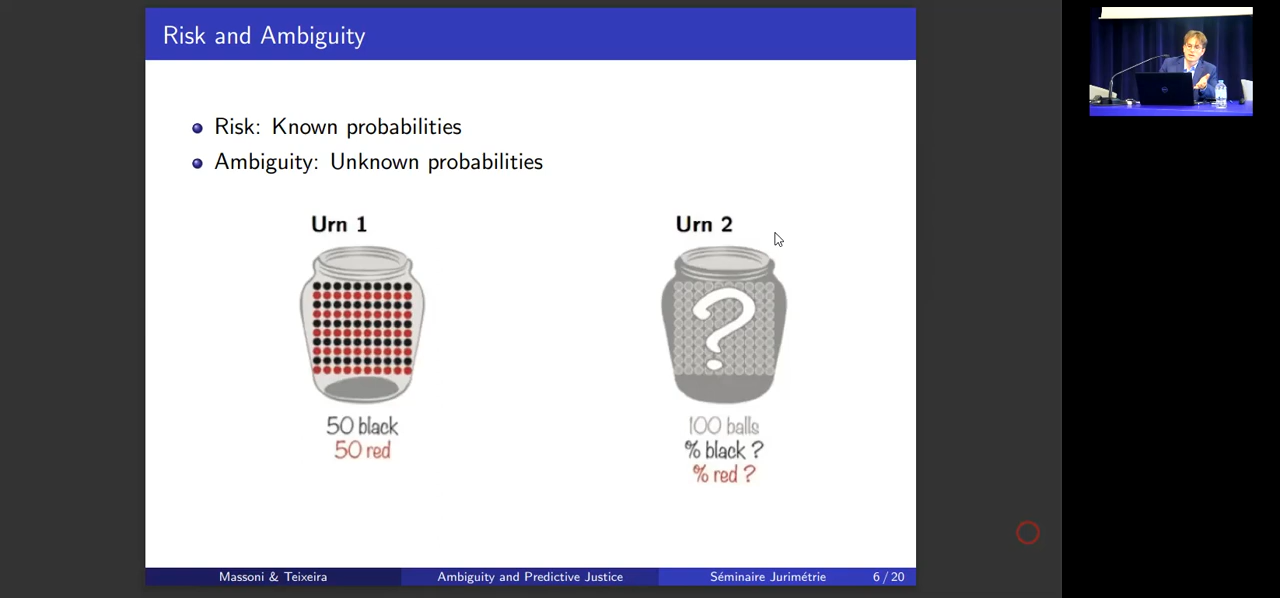 Risk and Ambiguity
Risk: Known probabilities
Ambiguity: Unknown probabilities
Urn 1
Urn 2
?
50 black
50 red
100 balls
% black ?
% red ?
Massoni & Teixeira
Ambiguity and Predictive Justice
Séminaire Jurimétrie
6 / 20